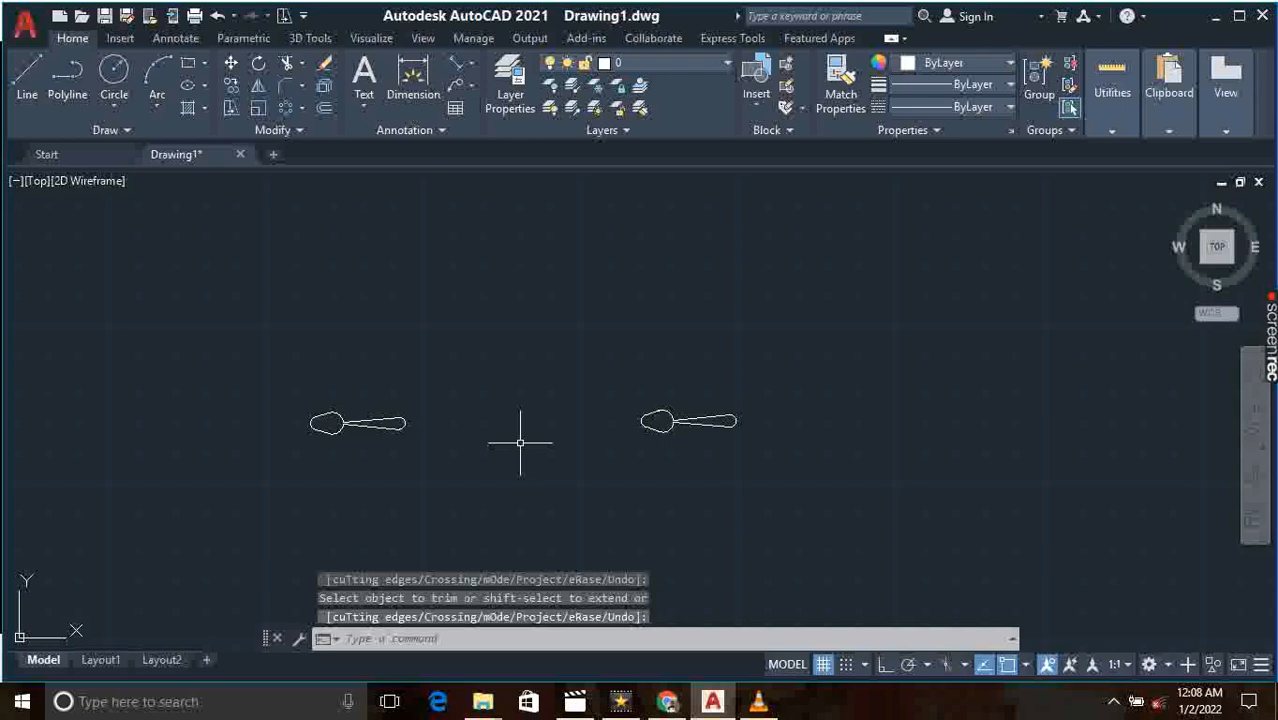 Autodesk AutoCAD 2021 Drawing1.dwg
Type a keyword or phrase
Sign In
Home Insert Annotate Parametric 3D Tools Visualize View Manage Output Add-ins Collaborate Express Tools Featured Apps
Line Polyline Circle Arc
Text Dimension
Layer Properties
0
Insert
Match Properties
ByLayer
ByLayer
ByLayer
Group
Utilities
Clipboard
View
Draw Modify Annotation Layers Block Properties Groups
Start Drawing1*
[−][Top][2D Wireframe]
N
W TOP E
S
WCS
screenrec
Y
X
[cuTting edges/Crossing/mOde/Project/eRase/Undo]:
Select object to trim or shift-select to extend or
[cuTting edges/Crossing/mOde/Project/eRase/Undo]:
Type a command
Model Layout1 Layout2 +
MODEL 1:1
Type here to search
12:08 AM
1/2/2022